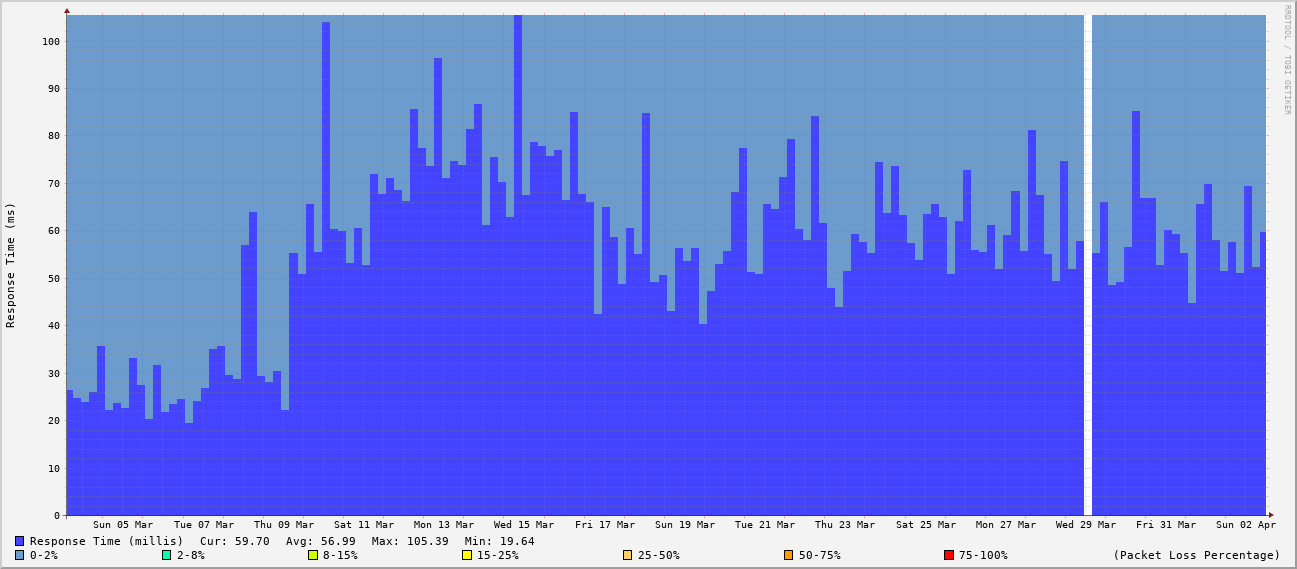 RRDTOOL / TOBI OETIKER
Response Time (ms)
100
90
80
70
60
50
40
30
20
10
0
Sun 05 Mar Tue 07 Mar Thu 09 Mar Sat 11 Mar Mon 13 Mar Wed 15 Mar Fri 17 Mar Sun 19 Mar Tue 21 Mar Thu 23 Mar Sat 25 Mar Mon 27 Mar Wed 29 Mar Fri 31 Mar Sun 02 Apr
Response Time (millis) Cur: 59.70 Avg: 56.99 Max: 105.39 Min: 19.64
0-2% 2-8% 8-15% 15-25% 25-50% 50-75% 75-100% (Packet Loss Percentage)